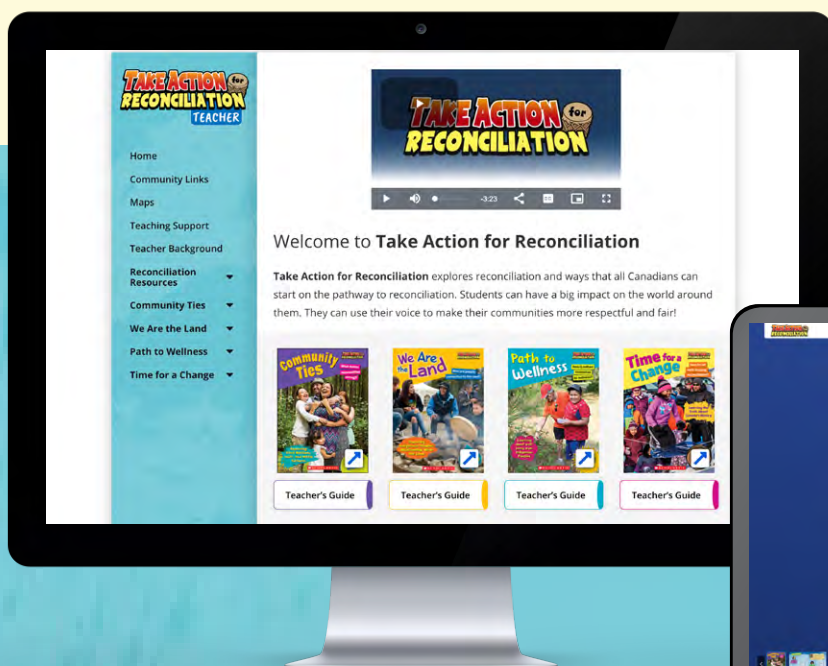 TAKE ACTION for
RECONCILIATION
TEACHER
Home
Community Links
Maps
Teaching Support
Teacher Background
Reconciliation
Resources
Community Ties
We Are the Land
Path to Wellness
Time for a Change
TAKE ACTION for
RECONCILIATION
-3:23
Welcome to Take Action for Reconciliation
Take Action for Reconciliation explores reconciliation and ways that all Canadians can
start on the pathway to reconciliation. Students can have a big impact on the world around
them. They can use their voice to make their communities more respectful and fair!
Community
Ties
We Are
the Land
Path to
Wellness
Time for a
Change
Teacher's Guide
Teacher's Guide
Teacher's Guide
Teacher's Guide